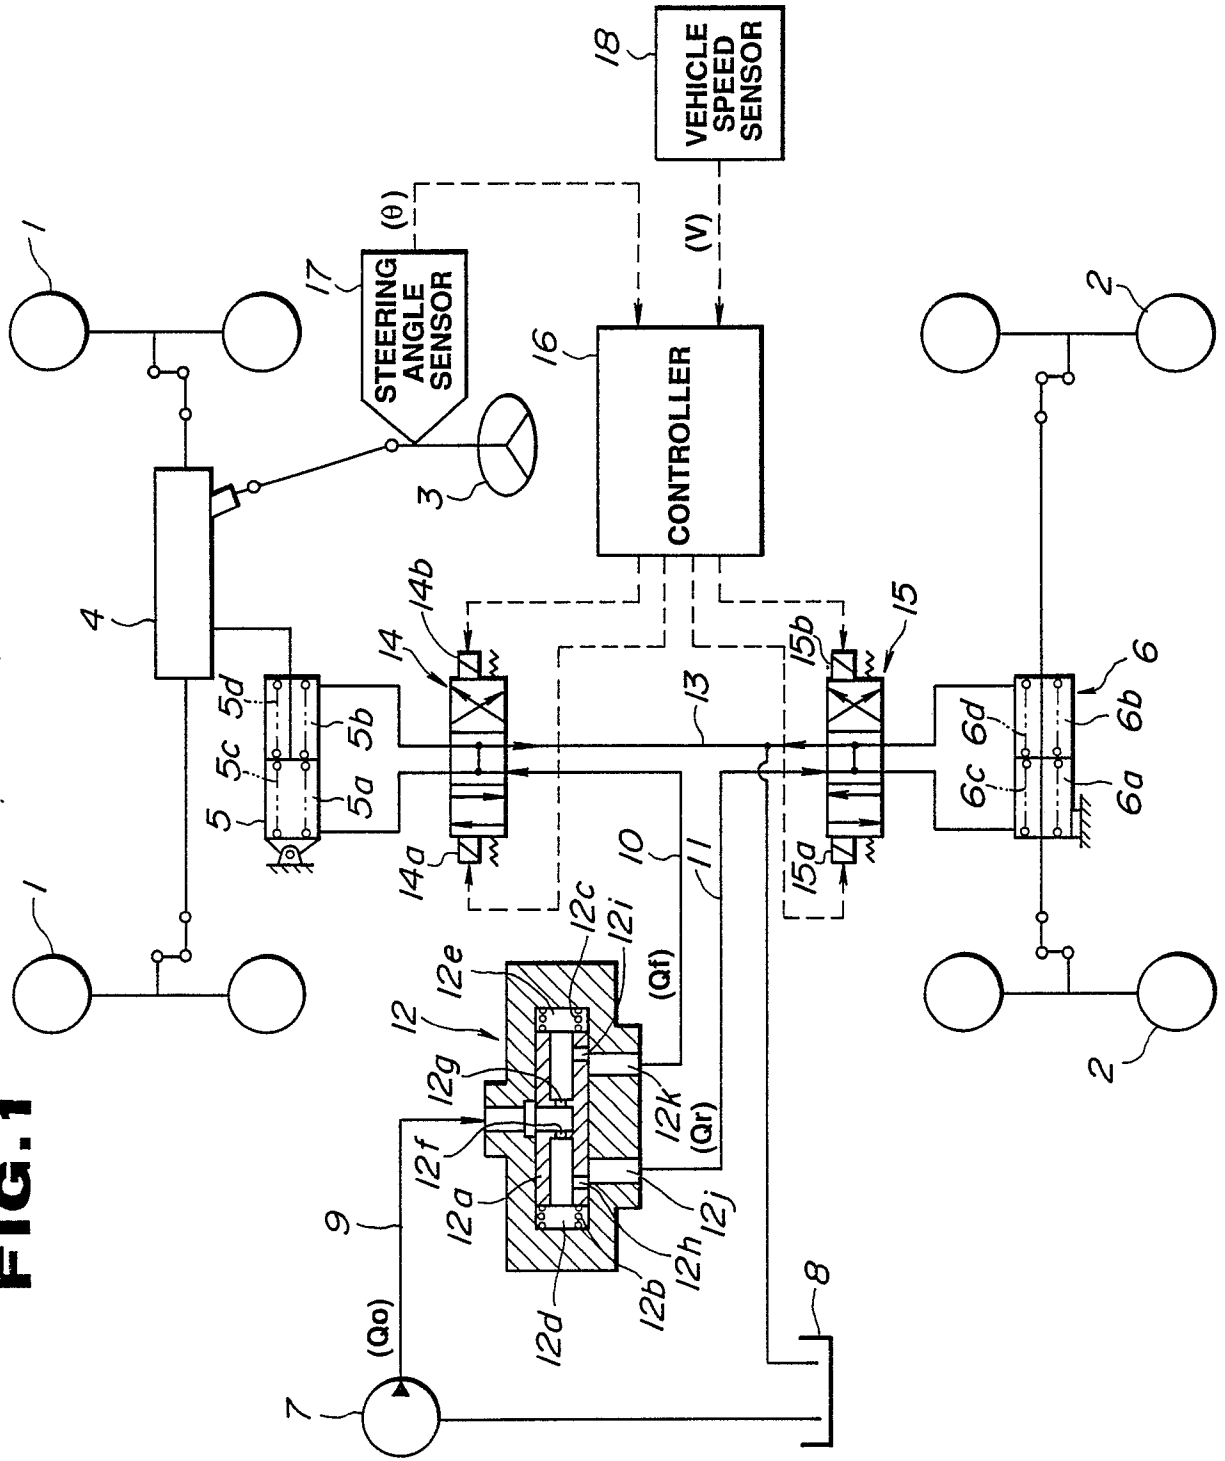 FIG.1
1
1
2
2
3
4
5
5a
5b
5c
5d
6
6a
6b
6c
6d
7
8
9
(Qo)
10
(Qf)
11
(Qr)
12
12a
12b
12c
12d
12e
12f
12g
12h
12i
12j
12k
13
14
14a
14b
15
15a
15b
16
CONTROLLER
17
STEERING
ANGLE
SENSOR
(θ)
18
VEHICLE
SPEED
SENSOR
(V)